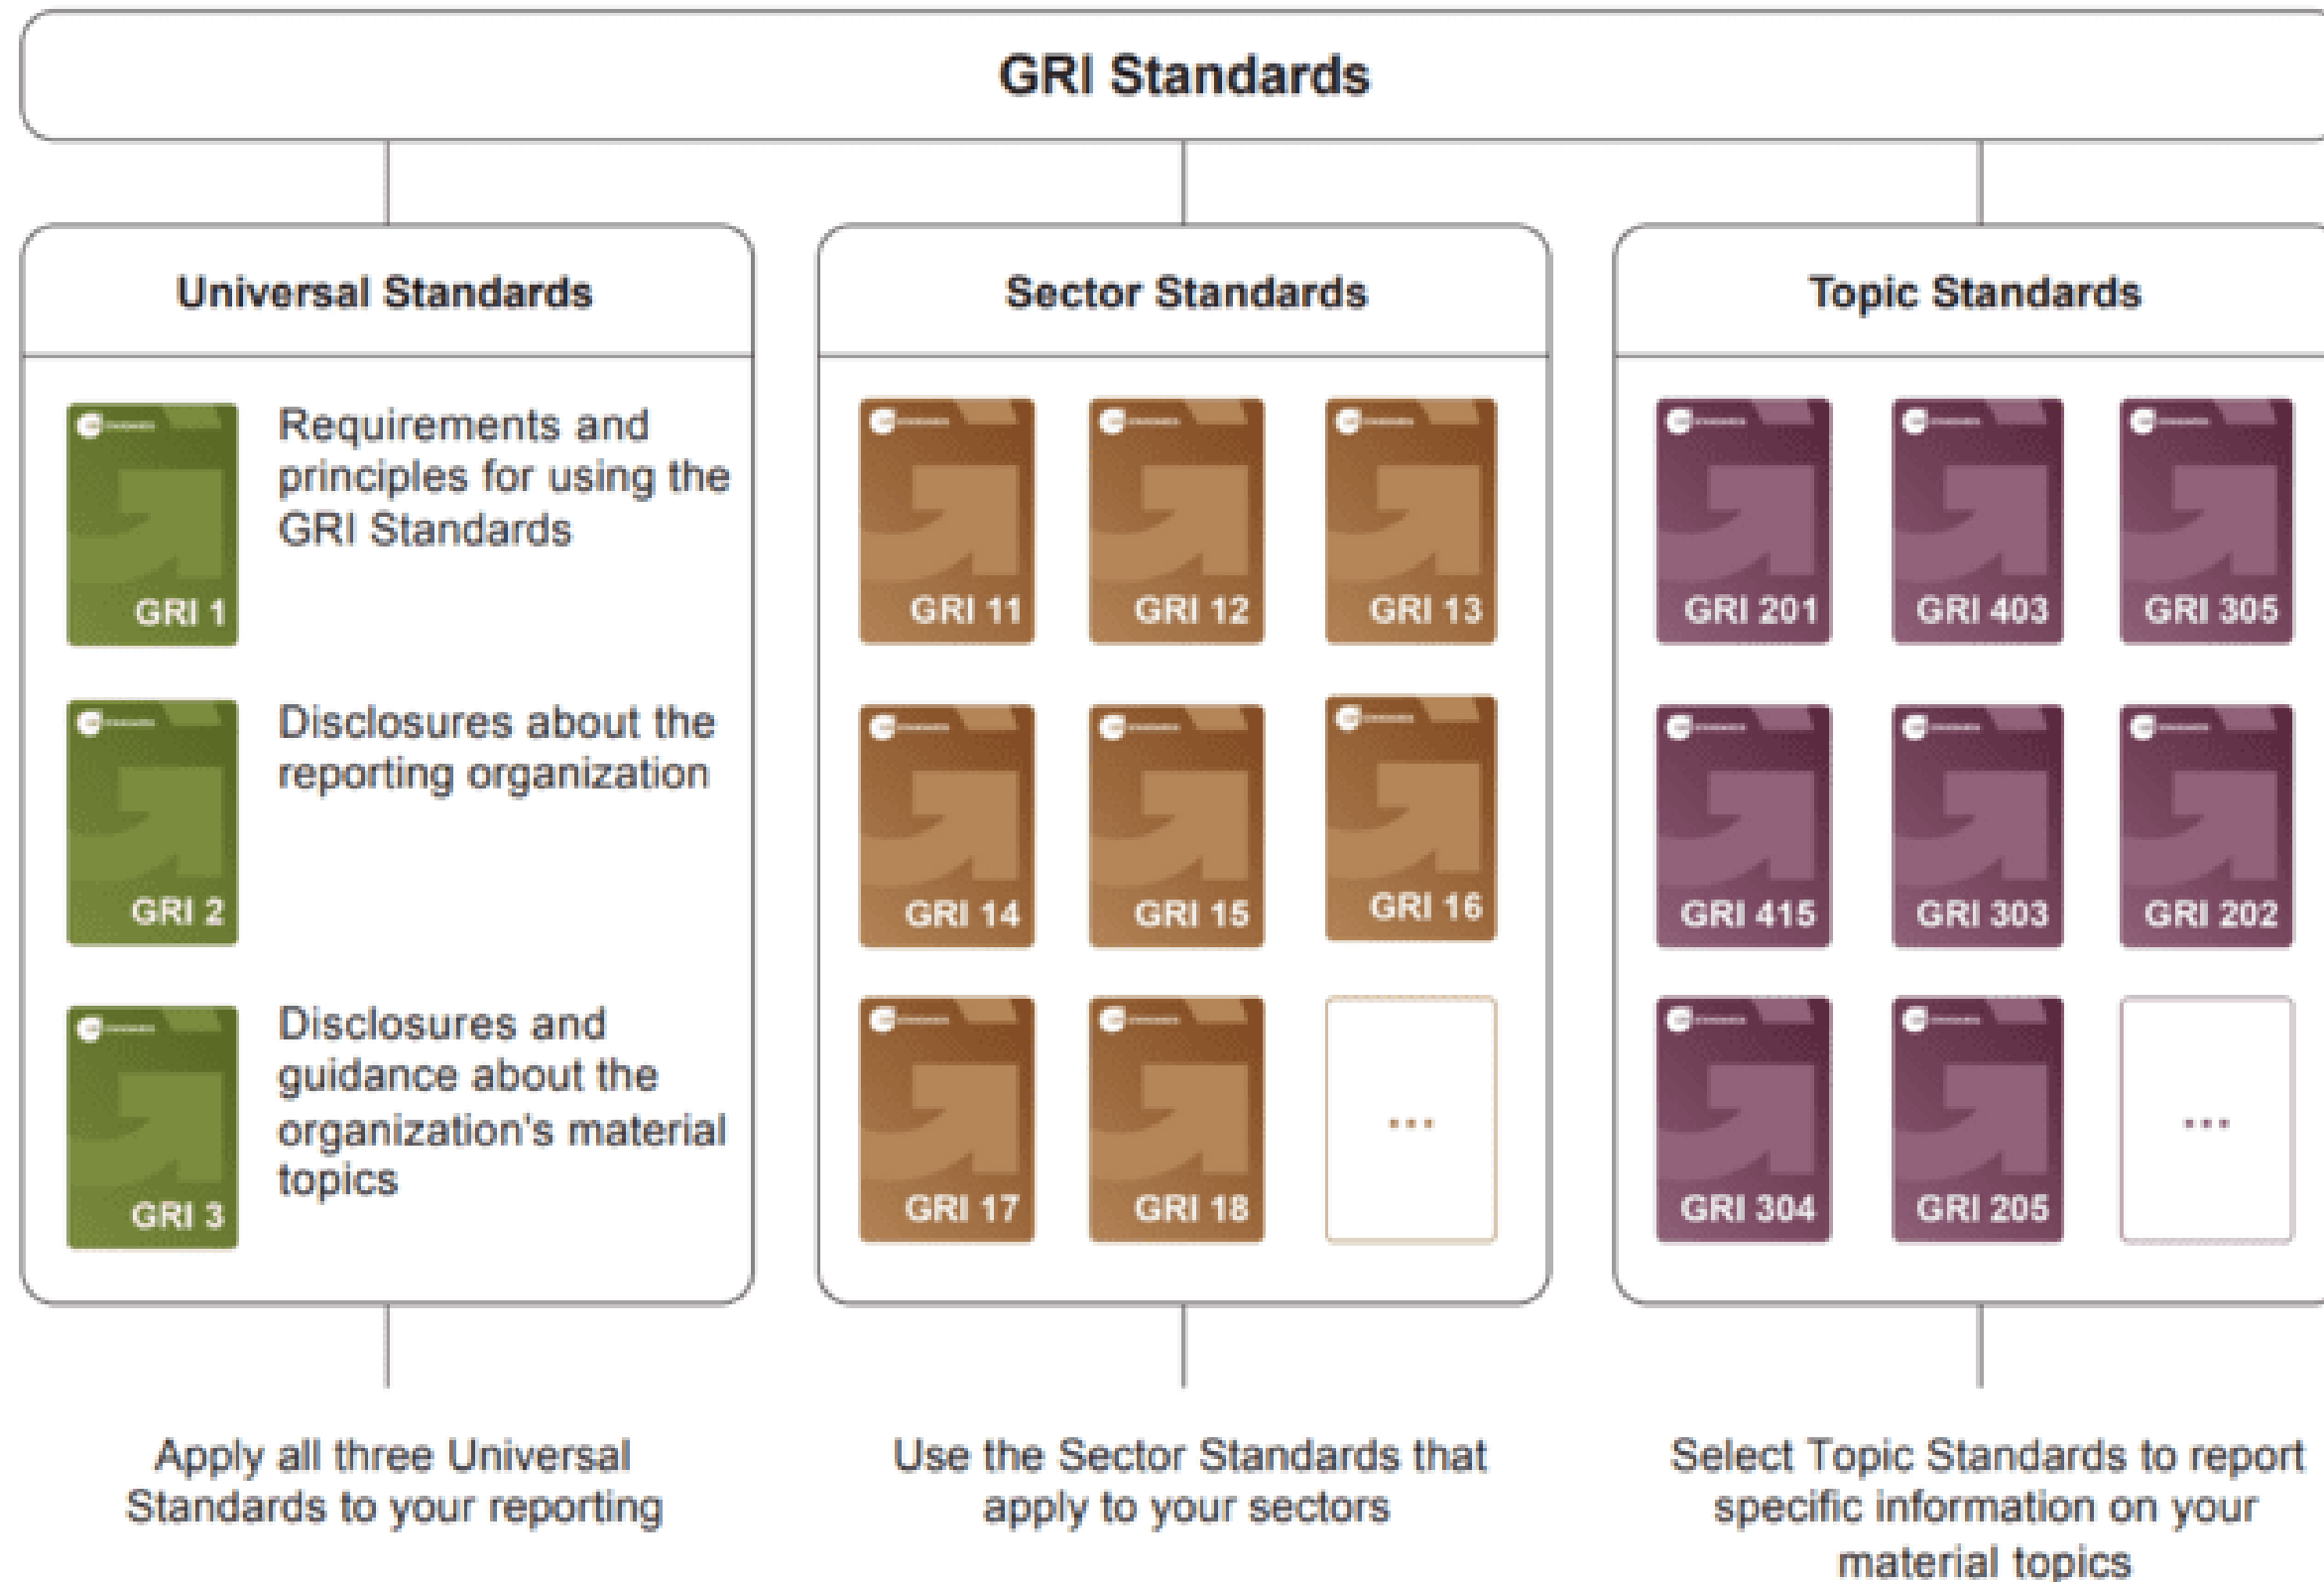 GRI Standards
Universal Standards
GRI 1
Requirements and
principles for using the
GRI Standards
GRI 2
Disclosures about the
reporting organization
GRI 3
Disclosures and
guidance about the
organization's material
topics
Apply all three Universal
Standards to your reporting
Sector Standards
GRI 11
GRI 12
GRI 13
GRI 14
GRI 15
GRI 16
GRI 17
GRI 18
...
Use the Sector Standards that
apply to your sectors
Topic Standards
GRI 201
GRI 403
GRI 305
GRI 415
GRI 303
GRI 202
GRI 304
GRI 205
...
Select Topic Standards to report
specific information on your
material topics